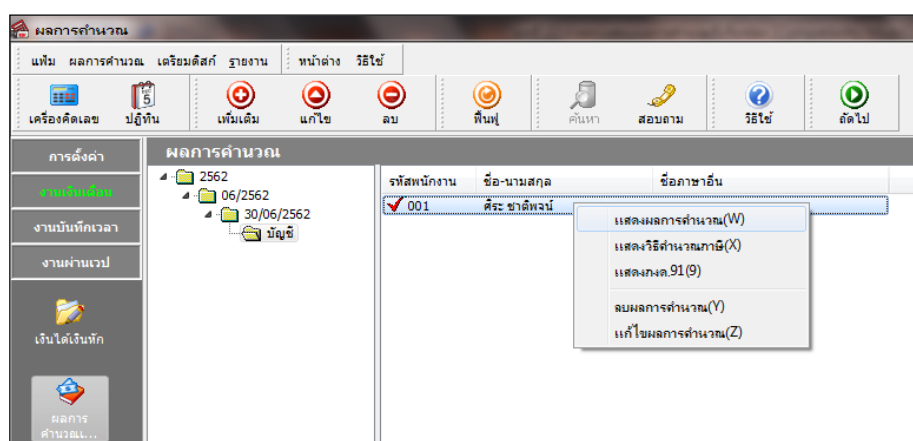 ผลการคำนวณ
แฟ้ม ผลการคำนวณ เตรียมดิสก์ รายงาน หน้าต่าง วิธีใช้
5
เครื่องคิดเลข ปฏิทิน เพิ่มเติม แก้ไข ลบ ฟื้นฟู ค้นหา สอบถาม วิธีใช้ ถัดไป
การตั้งค่า
งานเงินเดือน
งานบันทึกเวลา
งานผ่านเวป
เงินได้เงินหัก
ผลการ
คำนวณเ...
ผลการคำนวณ
2562
06/2562
30/06/2562
บัญชี
รหัสพนักงาน ชื่อ-นามสกุล ชื่อภาษาอื่น
001 ศิระ ชาติพจน์
แสดงผลการคำนวณ(W)
แสดงวิธีคำนวณภาษี(X)
แสดงภงด.91(9)
ลบผลการคำนวณ(Y)
แก้ไขผลการคำนวณ(Z)